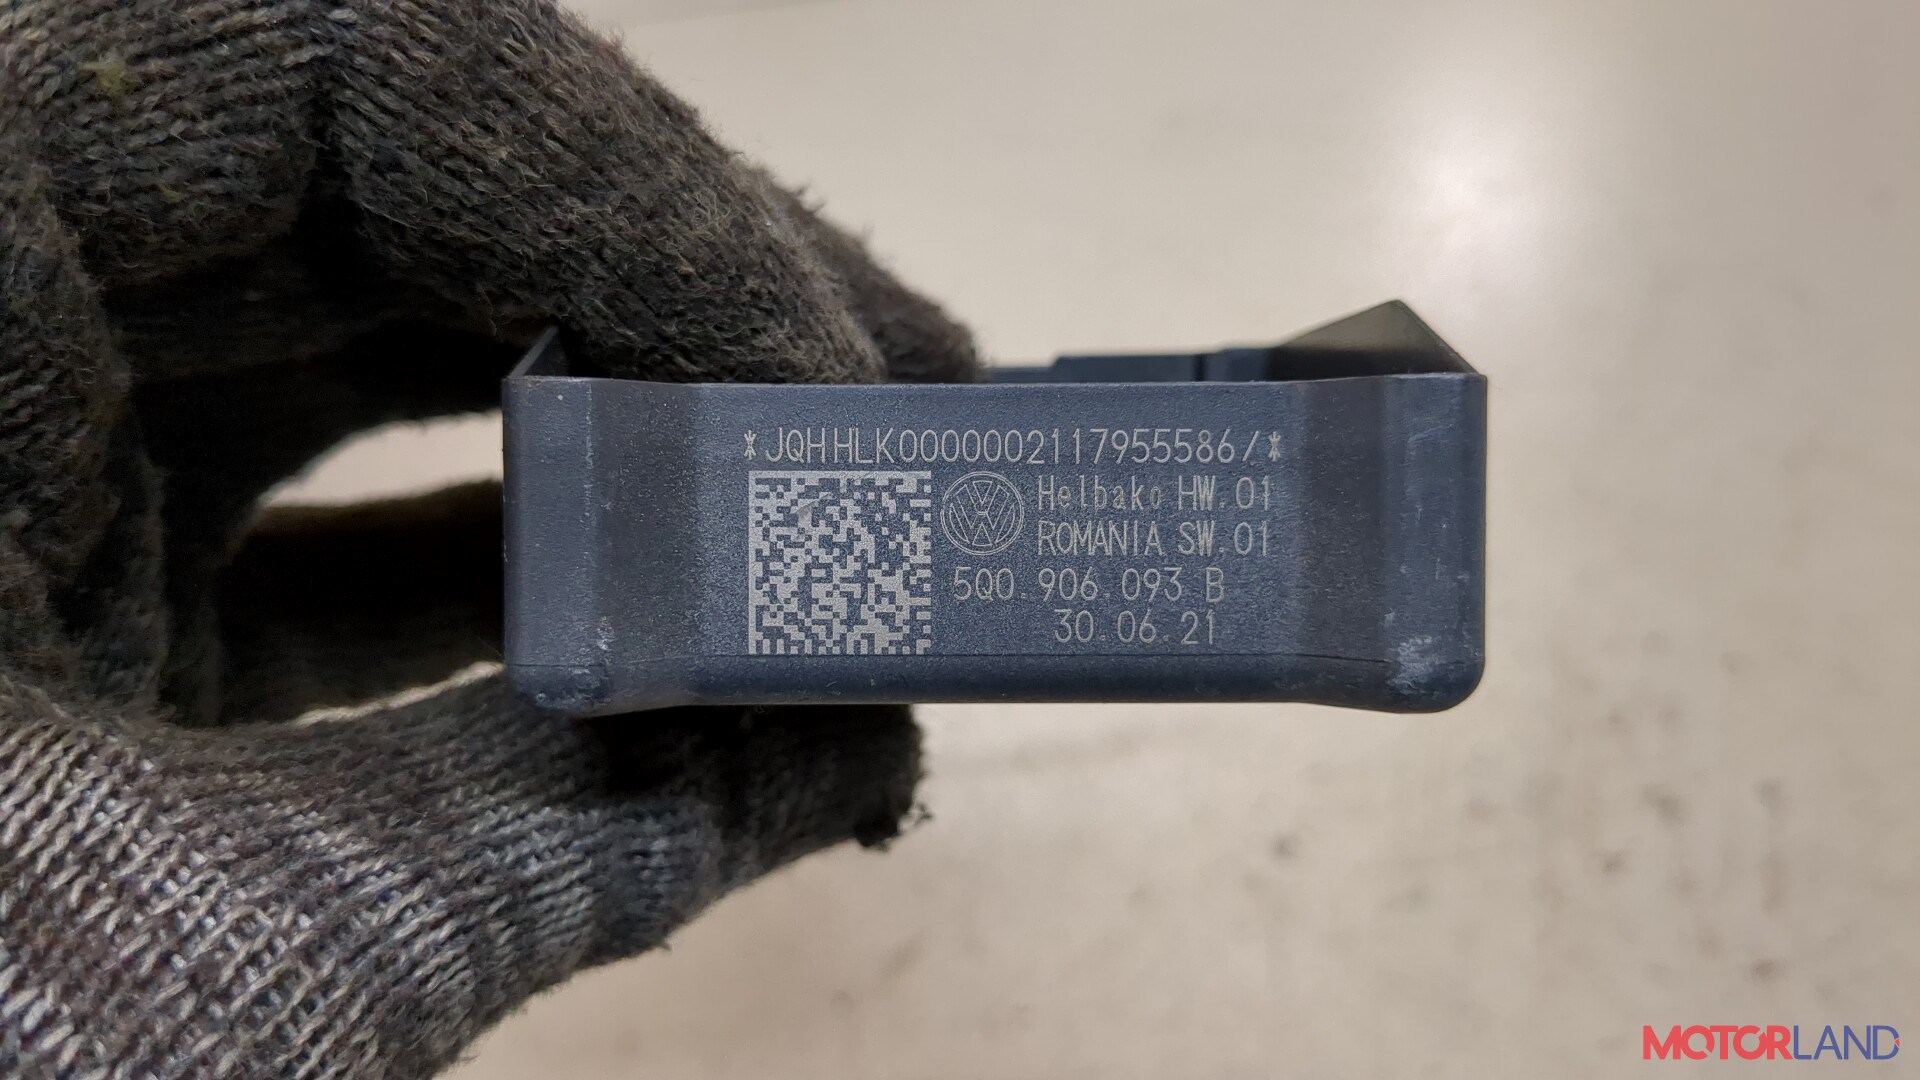 *JQHHLK0000002117955586/*
Helbako HW.01
ROMANIA SW.01
5Q0.906.093 B
30.06.21
MOTORLAND